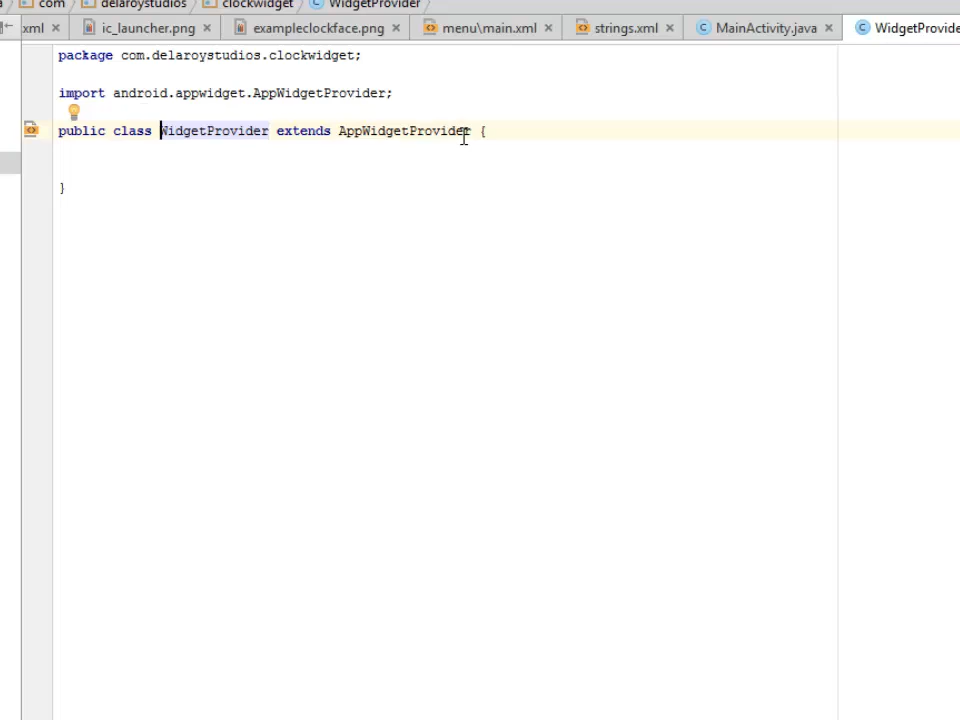 com delaroystudios clockwidget WidgetProvider
xml ic_launcher.png exampleclockface.png menu\main.xml strings.xml MainActivity.java WidgetProvide
package com.delaroystudios.clockwidget;
import android.appwidget.AppWidgetProvider;
public class WidgetProvider extends AppWidgetProvider {
}